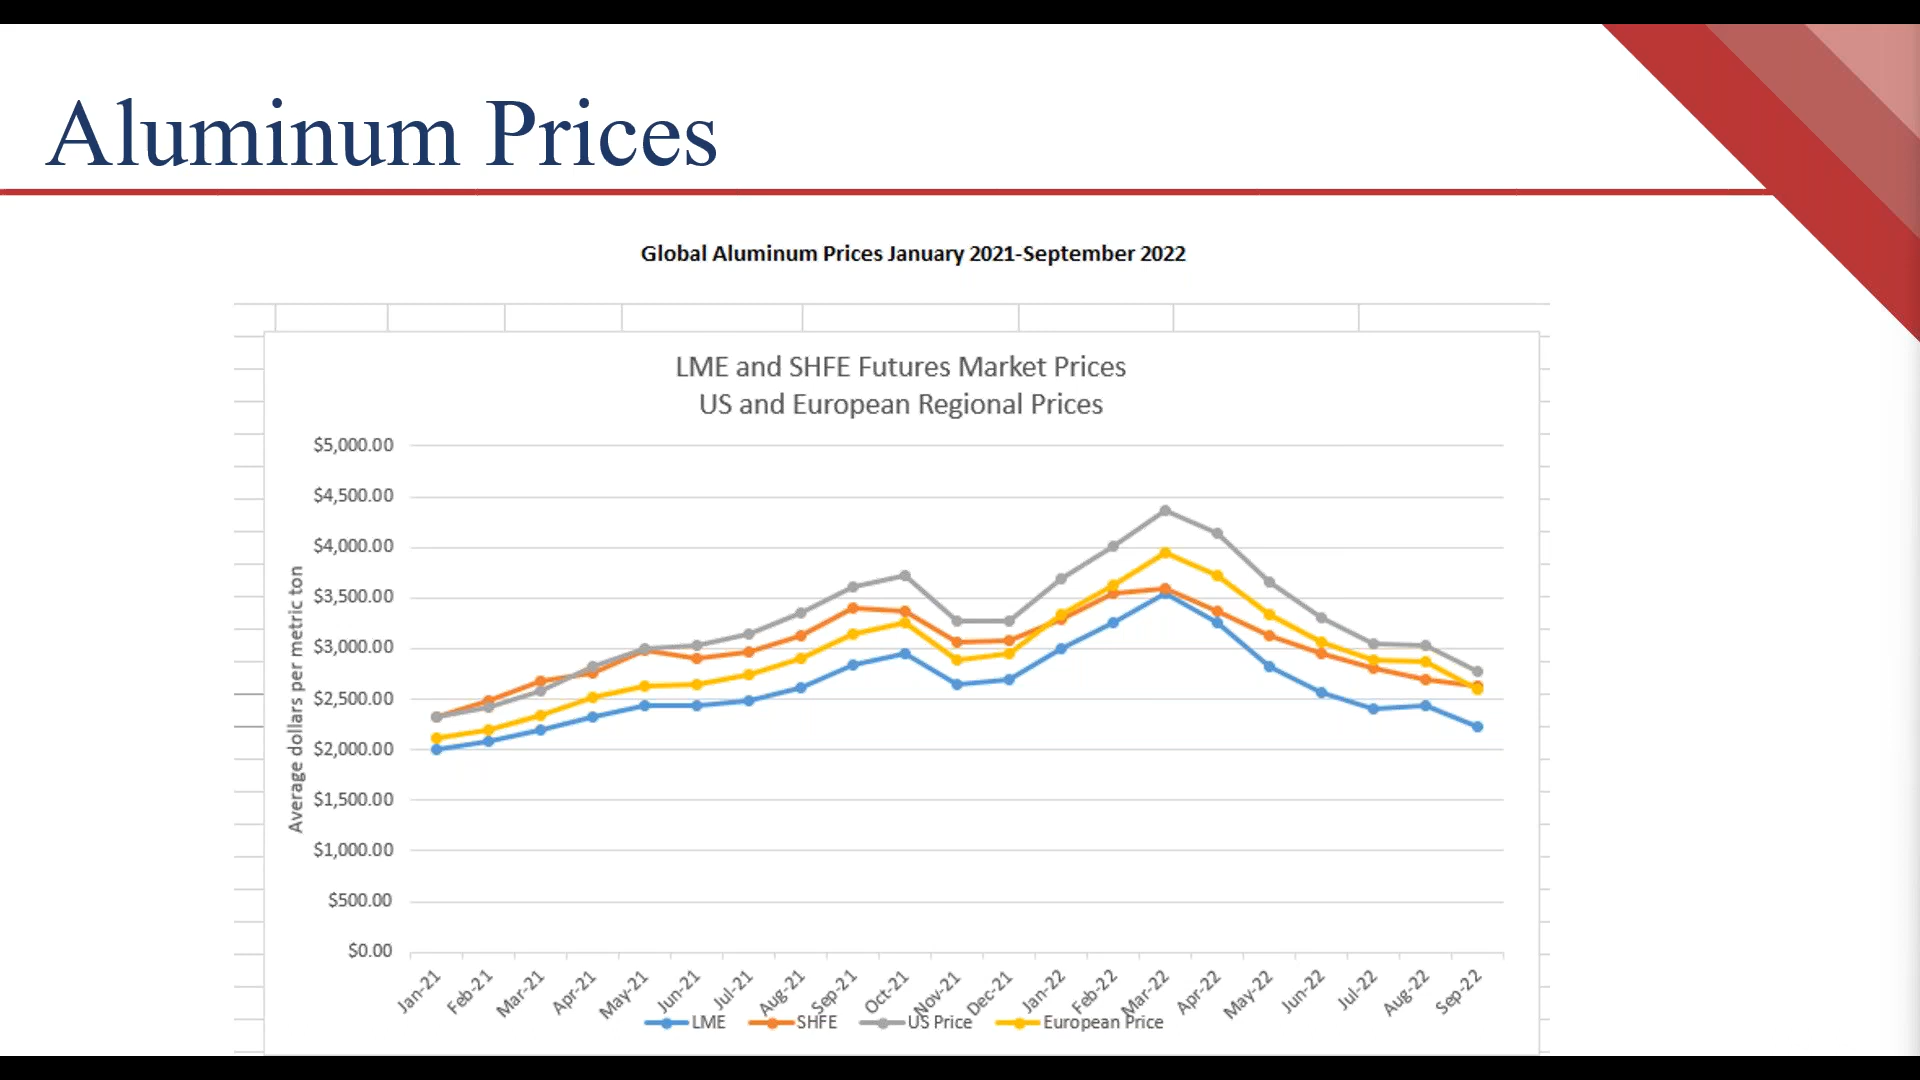 Aluminum Prices
Global Aluminum Prices January 2021-September 2022
LME and SHFE Futures Market Prices
US and European Regional Prices
Average dollars per metric ton
$5,000.00
$4,500.00
$4,000.00
$3,500.00
$3,000.00
$2,500.00
$2,000.00
$1,500.00
$1,000.00
$500.00
$0.00
Jan-21 Feb-21 Mar-21 Apr-21 May-21 Jun-21 Jul-21 Aug-21 Sep-21 Oct-21 Nov-21 Dec-21 Jan-22 Feb-22 Mar-22 Apr-22 May-22 Jun-22 Jul-22 Aug-22 Sep-22
LME SHFE US Price European Price